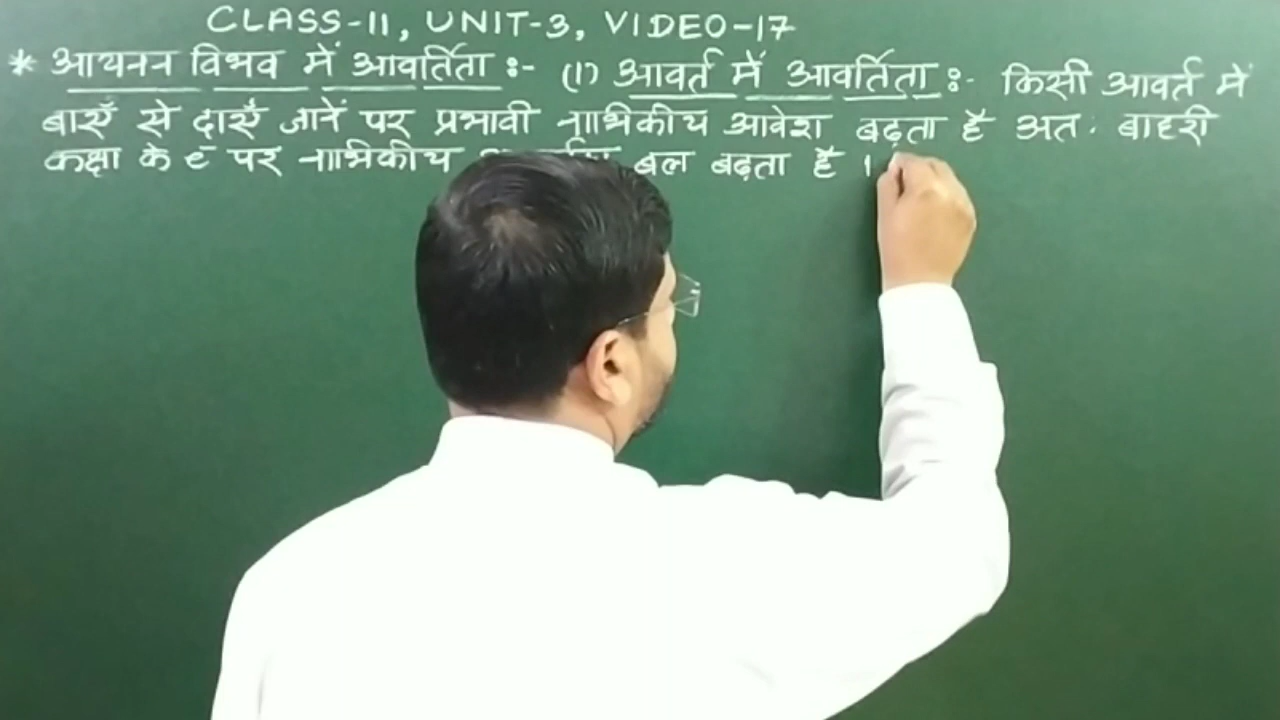 CLASS-11, UNIT-3, VIDEO-17
* आयनन विभव में आवर्तिता :- (1) आवर्त में आवर्तिता :- किसी आवर्त में
बाएँ से दाएँ जानें पर प्रभावी नाभिकीय आवेश बढ़ता है अतः बाहरी
कक्षा के e पर नाभिकीय बल बढ़ता है ।